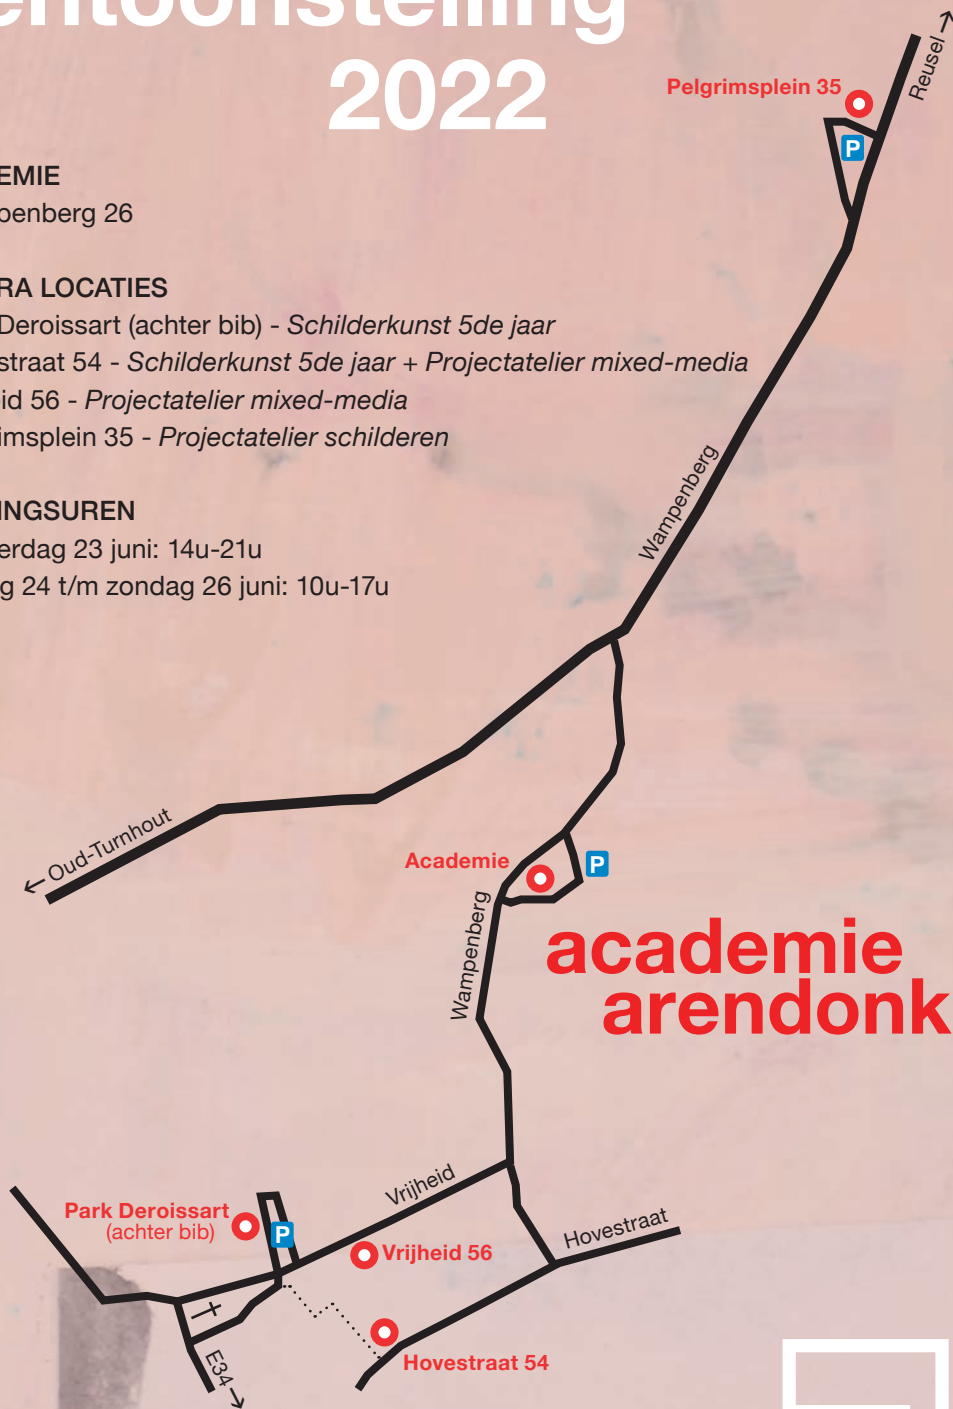 entoonstelling
2022
EMIE
penberg 26
RA LOCATIES
Deroissart (achter bib) - Schilderkunst 5de jaar
straat 54 - Schilderkunst 5de jaar + Projectatelier mixed-media
id 56 - Projectatelier mixed-media
imsplein 35 - Projectatelier schilderen
INGSUREN
erdag 23 juni: 14u-21u
g 24 t/m zondag 26 juni: 10u-17u
Pelgrimsplein 35
P
Reusel →
Wampenberg
← Oud-Turnhout
Academie
P
Wampenberg
academie
arendonk
Vrijheid
Park Deroissart
(achter bib)
P
Vrijheid 56
Hovestraat
Hovestraat 54
E34 →